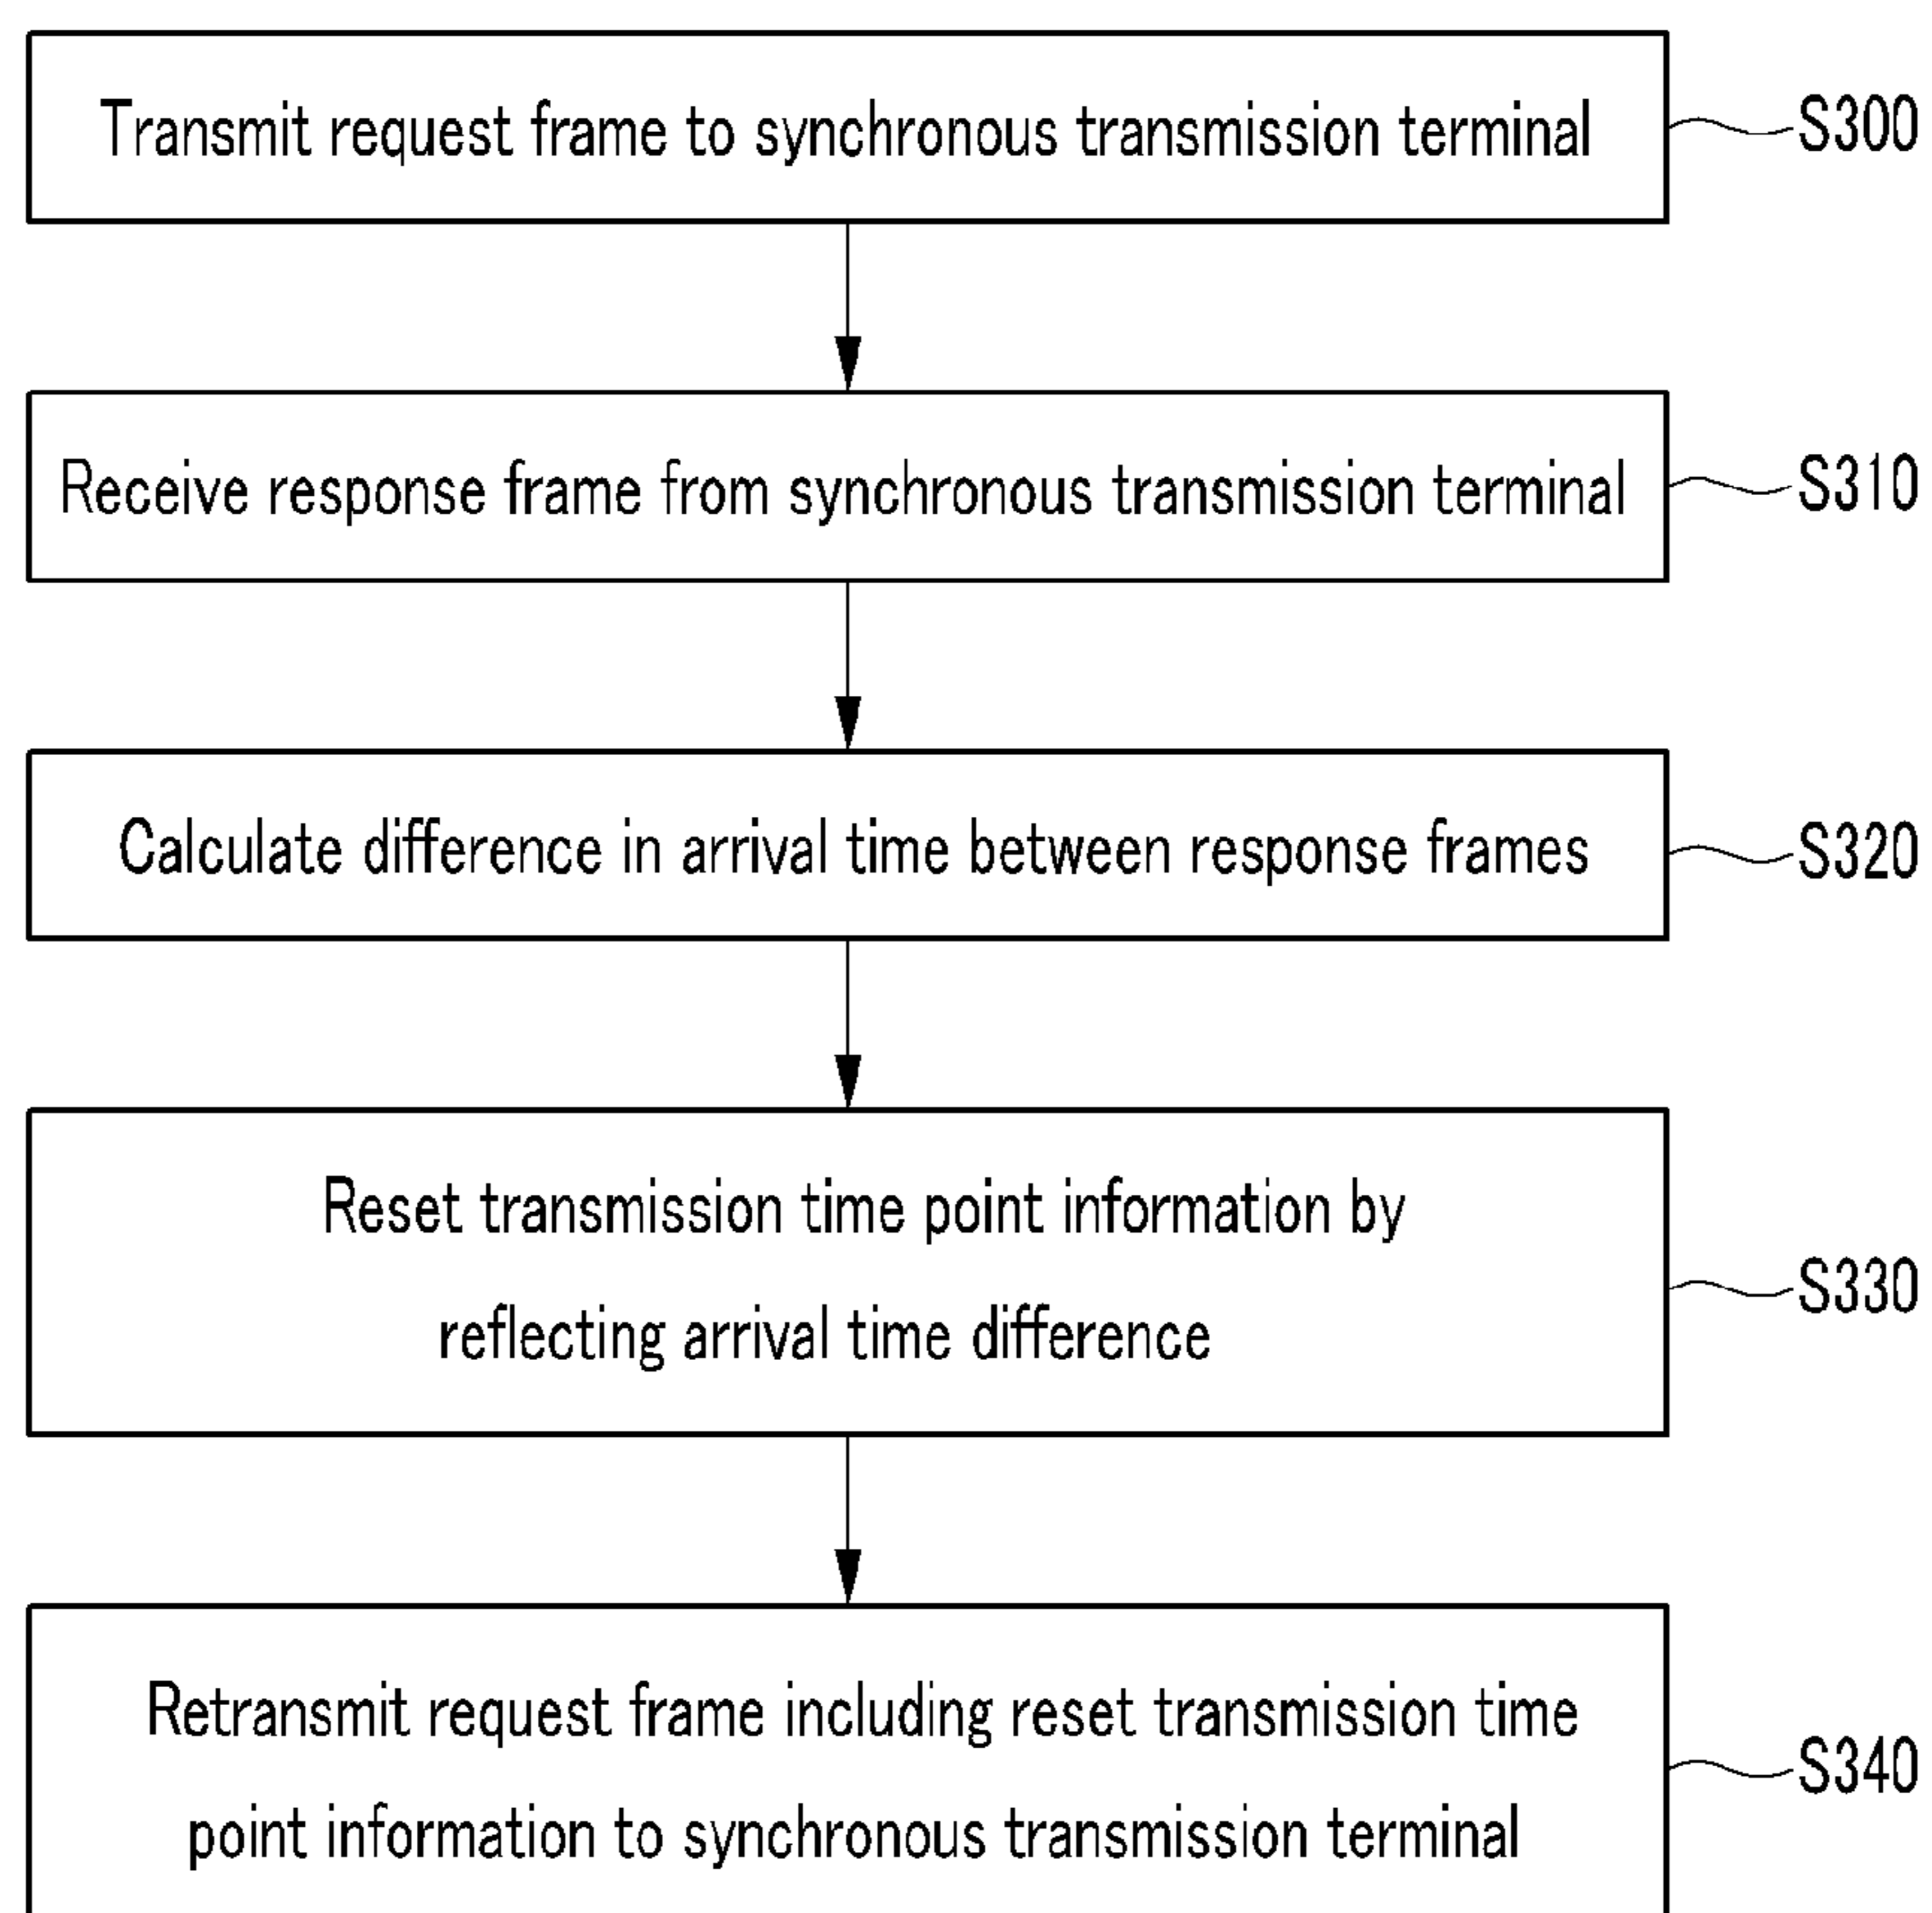 Transmit request frame to synchronous transmission terminal
S300
Receive response frame from synchronous transmission terminal
S310
Calculate difference in arrival time between response frames
S320
Reset transmission time point information by
reflecting arrival time difference
S330
Retransmit request frame including reset transmission time
point information to synchronous transmission terminal
S340